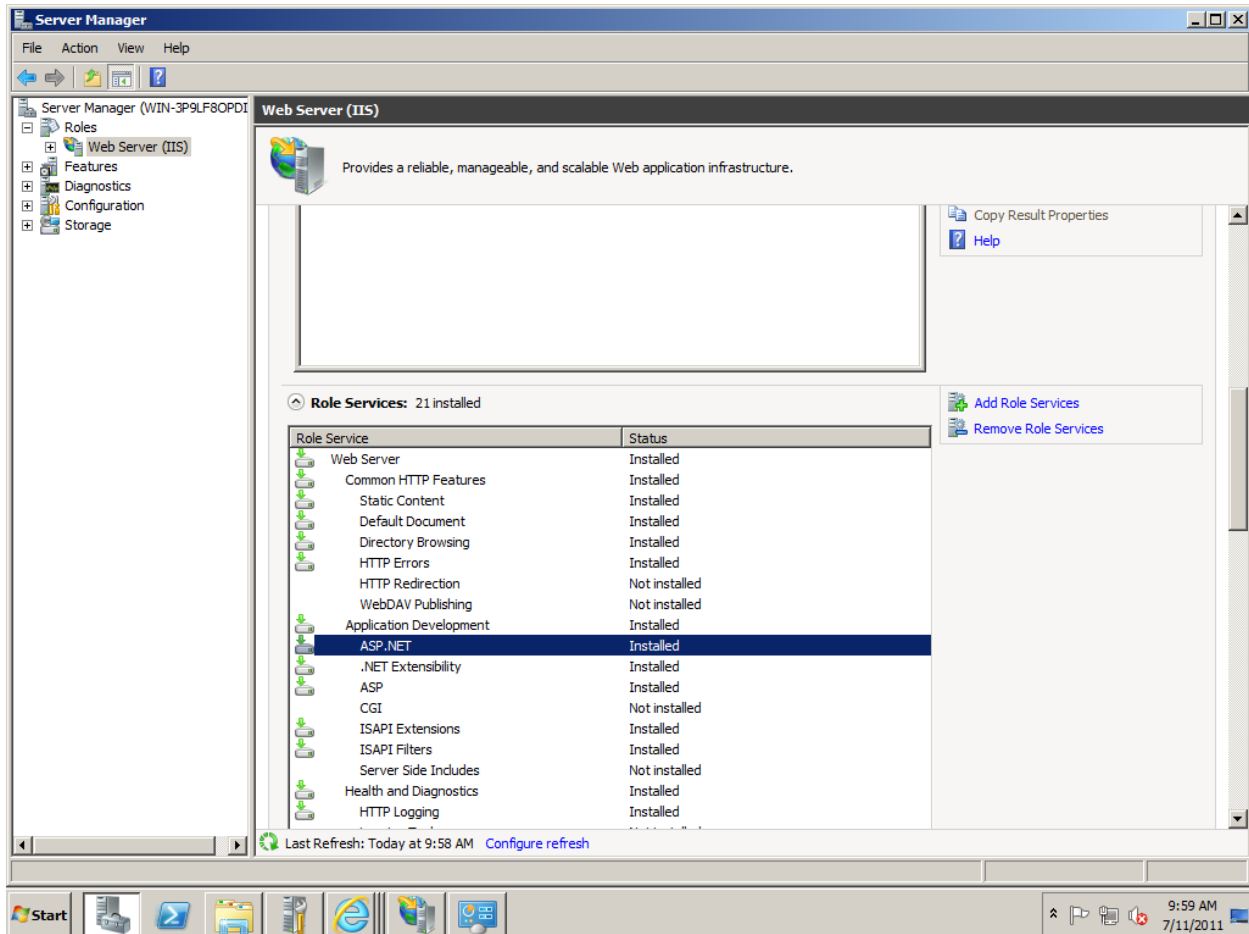 Server Manager
File Action View Help
Server Manager (WIN-3P9LF8OPDI
Roles
Web Server (IIS)
Features
Diagnostics
Configuration
Storage
Web Server (IIS)
Provides a reliable, manageable, and scalable Web application infrastructure.
Copy Result Properties
Help
Role Services: 21 installed
Add Role Services
Remove Role Services
Role Service Status
Web Server Installed
Common HTTP Features Installed
Static Content Installed
Default Document Installed
Directory Browsing Installed
HTTP Errors Installed
HTTP Redirection Not installed
WebDAV Publishing Not installed
Application Development Installed
ASP.NET Installed
.NET Extensibility Installed
ASP Installed
CGI Not installed
ISAPI Extensions Installed
ISAPI Filters Installed
Server Side Includes Not installed
Health and Diagnostics Installed
HTTP Logging Installed
Last Refresh: Today at 9:58 AM Configure refresh
Start
9:59 AM
7/11/2011